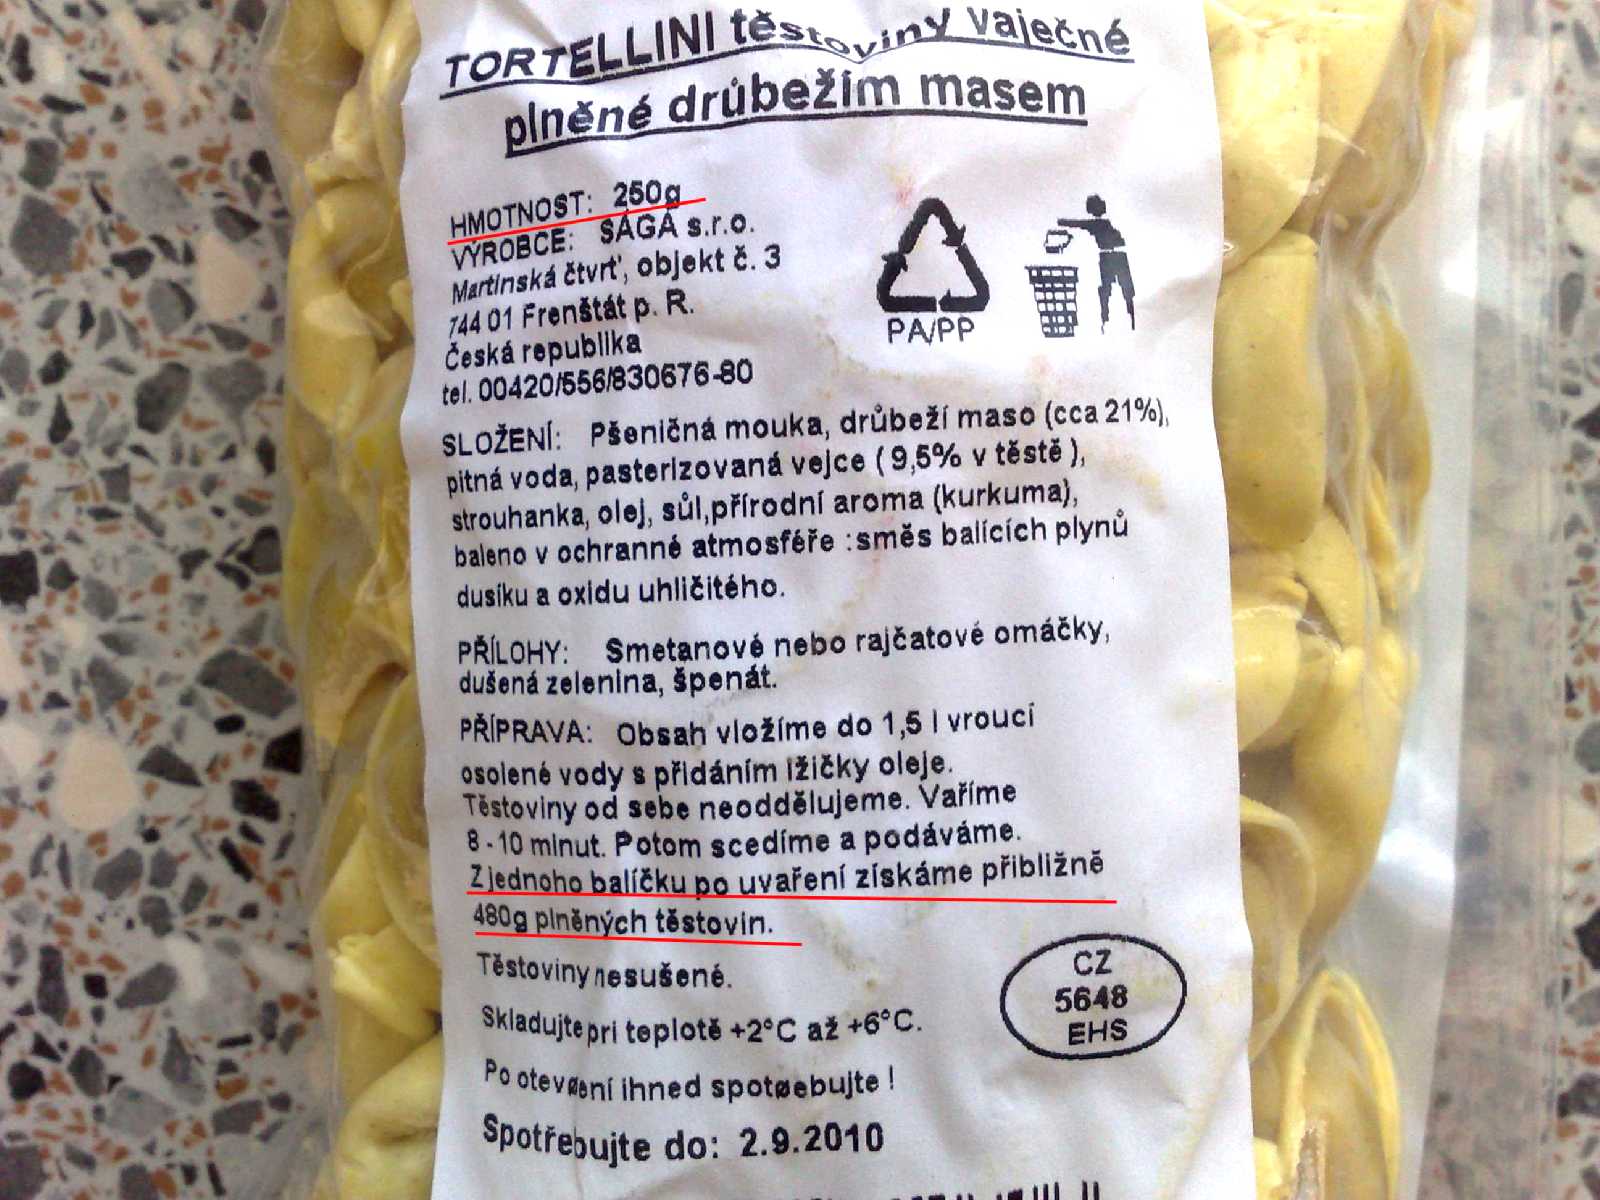 TORTELLINI těstoviny vaječné
plněné drůbežím masem
HMOTNOST: 250g
VÝROBCE: SAGA s.r.o.
Martinská čtvrť, objekt č. 3
744 01 Frenštát p. R.
Česká republika
tel. 00420/556/830676-80
PA/PP
SLOŽENÍ: Pšeničná mouka, drůbeží maso (cca 21%),
pitná voda, pasterizovaná vejce ( 9,5% v těstě ),
strouhanka, olej, sůl,přírodní aroma (kurkuma),
baleno v ochranné atmosféře :směs balících plynů
dusíku a oxidu uhličitého.
PŘÍLOHY: Smetanové nebo rajčatové omáčky,
dušená zelenina, špenát.
PŘÍPRAVA: Obsah vložíme do 1,5 l vroucí
osolené vody s přidáním lžičky oleje.
Těstoviny od sebe neoddělujeme. Vaříme
8 - 10 minut. Potom scedíme a podáváme.
Z jednoho balíčku po uvaření získáme přibližně
480g plněných těstovin.
Těstoviny nesušené.
Skladujte pri teplotě +2°C až +6°C.
Po otevøení ihned spotøebujte !
Spotřebujte do: 2.9.2010
CZ
5648
EHS